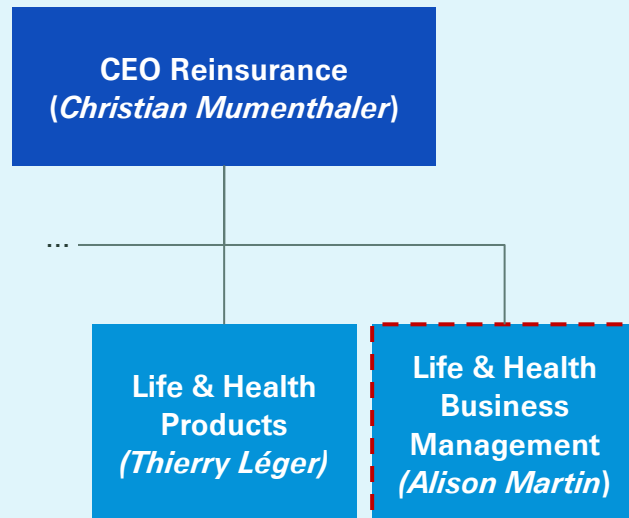 CEO Reinsurance
(Christian Mumenthaler)
...
Life & Health
Products
(Thierry Léger)
Life & Health
Business
Management
(Alison Martin)